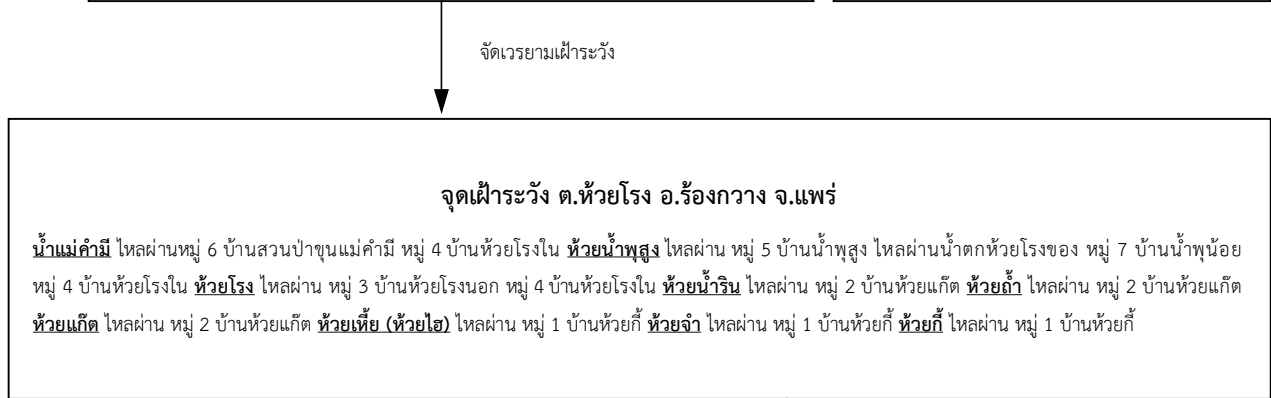 จัดเวรยามเฝ้าระวัง
จุดเฝ้าระวัง ต.ห้วยโรง อ.ร้องกวาง จ.แพร่
น้ำแม่คำมี ไหลผ่านหมู่ 6 บ้านสวนป่าขุนแม่คำมี หมู่ 4 บ้านห้วยโรงใน ห้วยน้ำพุสูง ไหลผ่าน หมู่ 5 บ้านน้ำพุสูง ไหลผ่านน้ำตกห้วยโรงของ หมู่ 7 บ้านน้ำพุน้อย
หมู่ 4 บ้านห้วยโรงใน ห้วยโรง ไหลผ่าน หมู่ 3 บ้านห้วยโรงนอก หมู่ 4 บ้านห้วยโรงใน ห้วยน้ำริน ไหลผ่าน หมู่ 2 บ้านห้วยแก๊ต ห้วยถ้ำ ไหลผ่าน หมู่ 2 บ้านห้วยแก๊ต
ห้วยแก๊ต ไหลผ่าน หมู่ 2 บ้านห้วยแก๊ต ห้วยเหี้ย (ห้วยไฮ) ไหลผ่าน หมู่ 1 บ้านห้วยกี้ ห้วยจำ ไหลผ่าน หมู่ 1 บ้านห้วยกี้ ห้วยกี้ ไหลผ่าน หมู่ 1 บ้านห้วยกี้